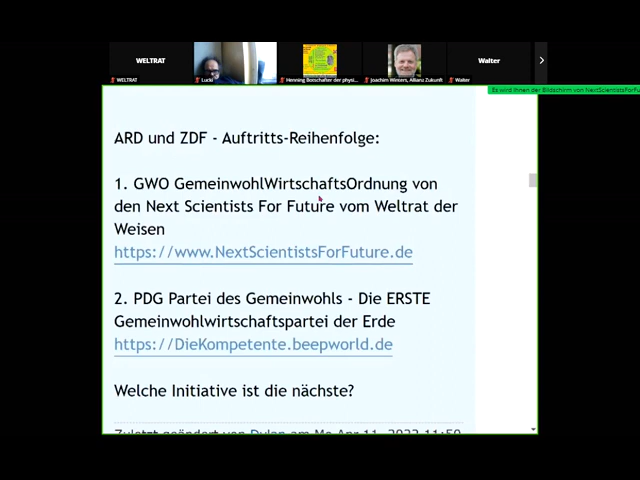 WELTRAT
Walter
WELTRAT
Lucki
Henning Botschafter der physi...
Joachim Winters, Allianz Zukunft
Walter
Es wird Ihnen der Bildschirm von NextScientistsForFu
ARD und ZDF - Auftritts-Reihenfolge:
1. GWO GemeinwohlWirtschaftsOrdnung von
den Next Scientists For Future vom Weltrat der
Weisen
https://www.NextScientistsForFuture.de
2. PDG Partei des Gemeinwohls - Die ERSTE
Gemeinwohlwirtschaftspartei der Erde
https://DieKompetente.beepworld.de
Welche Initiative ist die nächste?
Zuletzt geändert von Dylan am Mo Apr 11, 2022 11:50